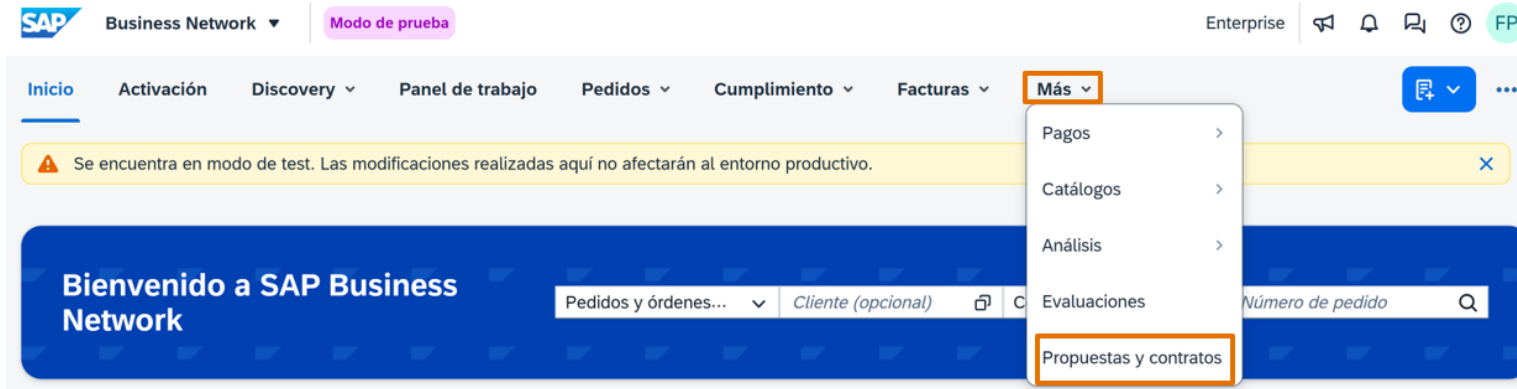 SAP Business Network Modo de prueba Enterprise FP
Inicio Activación Discovery Panel de trabajo Pedidos Cumplimiento Facturas Más
Pagos
Se encuentra en modo de test. Las modificaciones realizadas aquí no afectarán al entorno productivo.
Catálogos
Análisis
Bienvenido a SAP Business
Network
Pedidos y órdenes... Cliente (opcional) C Evaluaciones Número de pedido
Propuestas y contratos